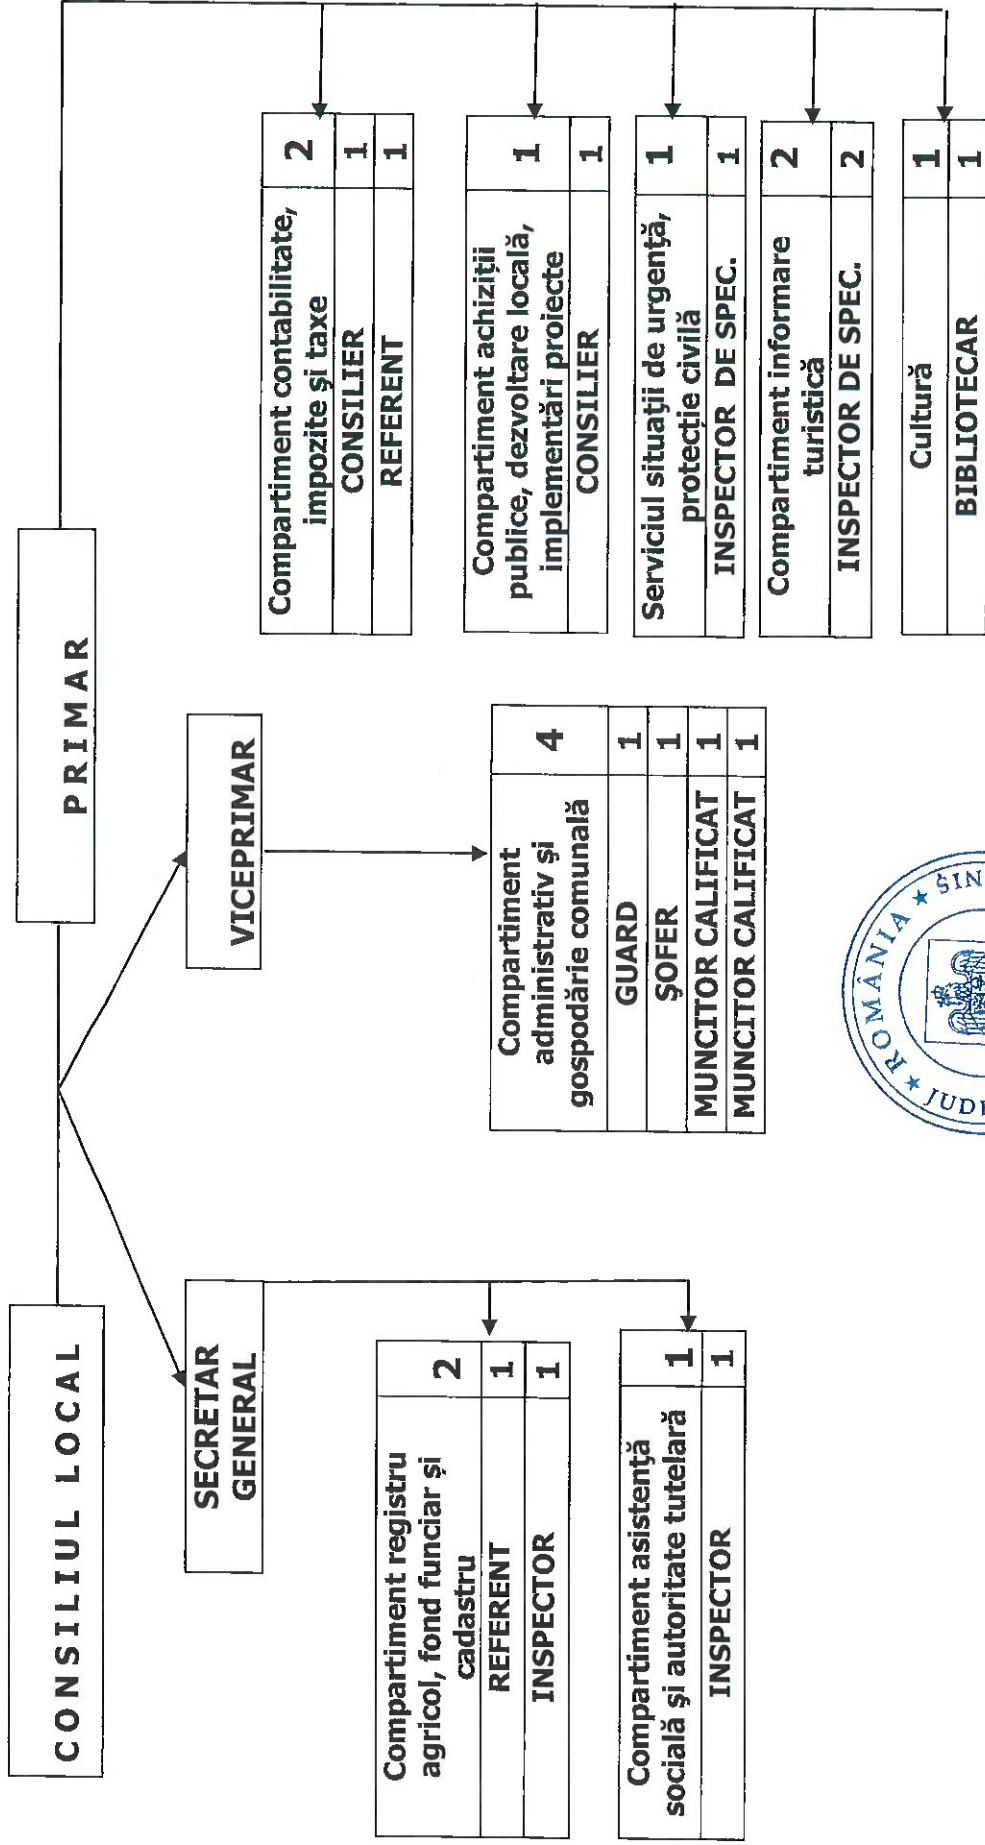 CONSILIUL LOCAL
PRIMAR
SECRETAR
GENERAL
VICEPRIMAR
Compartiment registru
agricol, fond funciar și
cadastru 2
REFERENT 1
INSPECTOR 1
Compartiment asistență
socială și autoritate tutelară 1
INSPECTOR 1
Compartiment
administrativ și
gospodărie comunală 4
GUARD 1
ȘOFER 1
MUNCITOR CALIFICAT 1
MUNCITOR CALIFICAT 1
Compartiment contabilitate,
impozite și taxe 2
CONSILIER 1
REFERENT 1
Compartiment achiziții
publice, dezvoltare locală,
implementări proiecte 1
CONSILIER 1
Serviciul situații de urgență,
protecție civilă 1
INSPECTOR DE SPEC. 1
Compartiment informare
turistică 2
INSPECTOR DE SPEC. 2
Cultură 1
BIBLIOTECAR 1
★ ROMÂNIA ★